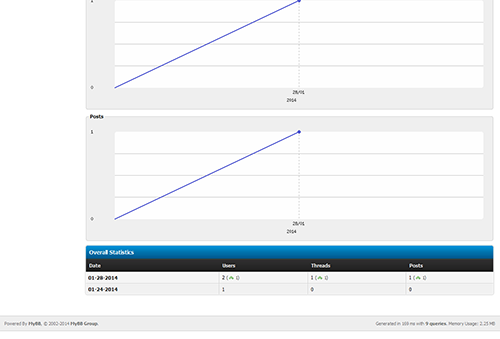 1
0
28/01
2014
Posts
1
0
28/01
2014
Overall Statistics
Date Users Threads Posts
01-28-2014 2 ( 1) 1 ( 1) 1 ( 1)
01-24-2014 1 0 0
Powered By MyBB, © 2002-2014 MyBB Group. Generated in 109 ms with 9 queries. Memory Usage: 2.25 MB